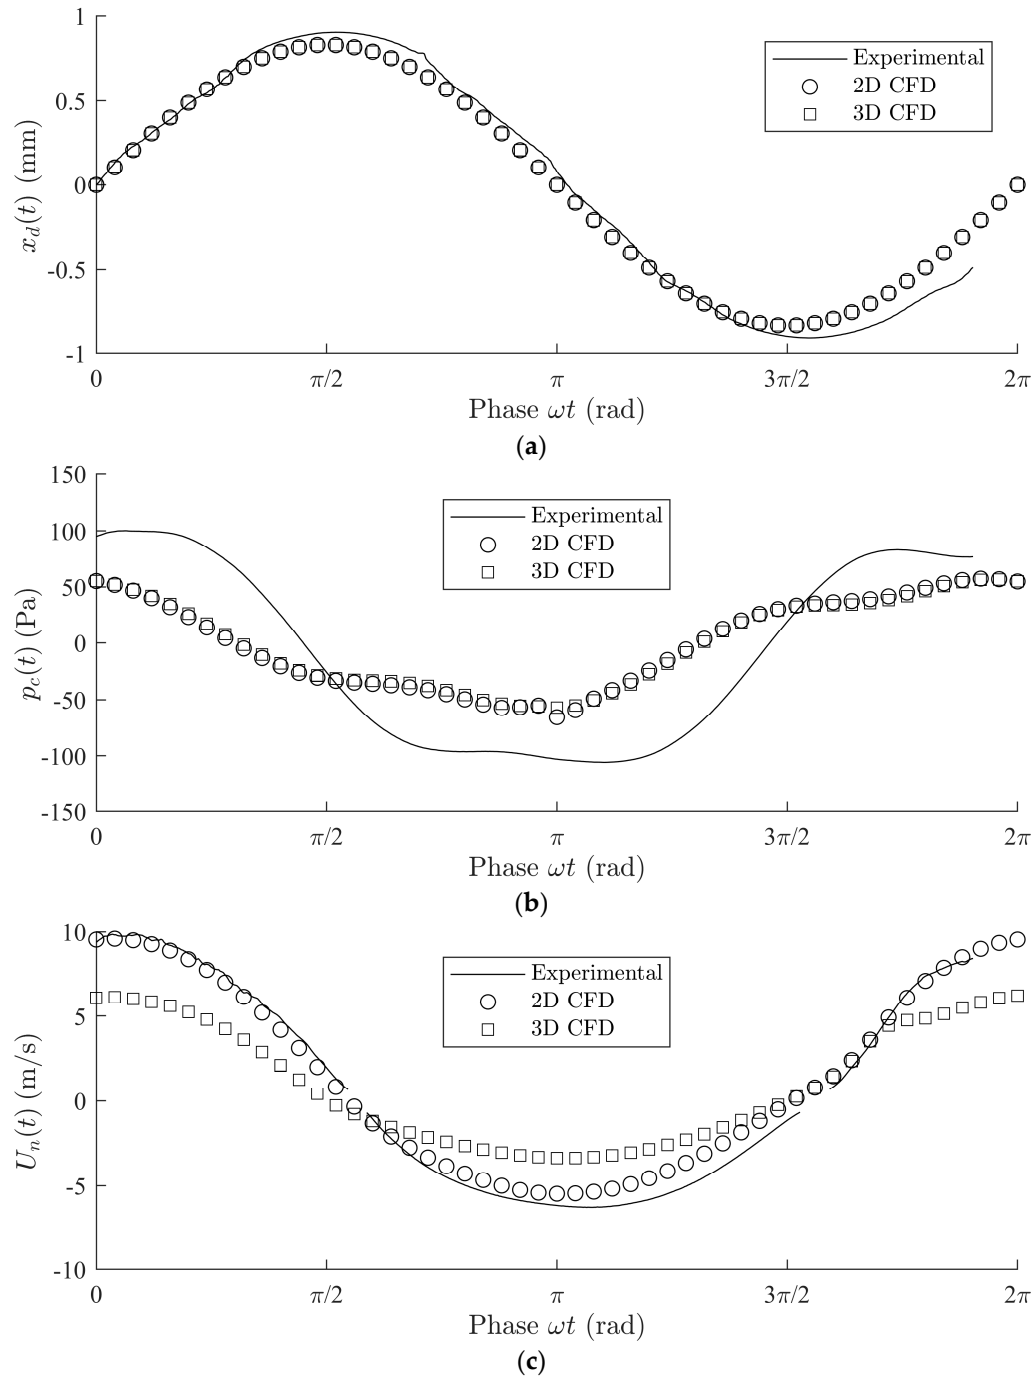 1
0.5
0
-0.5
-1
x_d(t) (mm)
Experimental
2D CFD
3D CFD
0 π/2 π 3π/2 2π
Phase ωt (rad)
(a)
150
100
50
0
-50
-100
-150
p_c(t) (Pa)
Experimental
2D CFD
3D CFD
0 π/2 π 3π/2 2π
Phase ωt (rad)
(b)
10
5
0
-5
-10
U_n(t) (m/s)
Experimental
2D CFD
3D CFD
0 π/2 π 3π/2 2π
Phase ωt (rad)
(c)